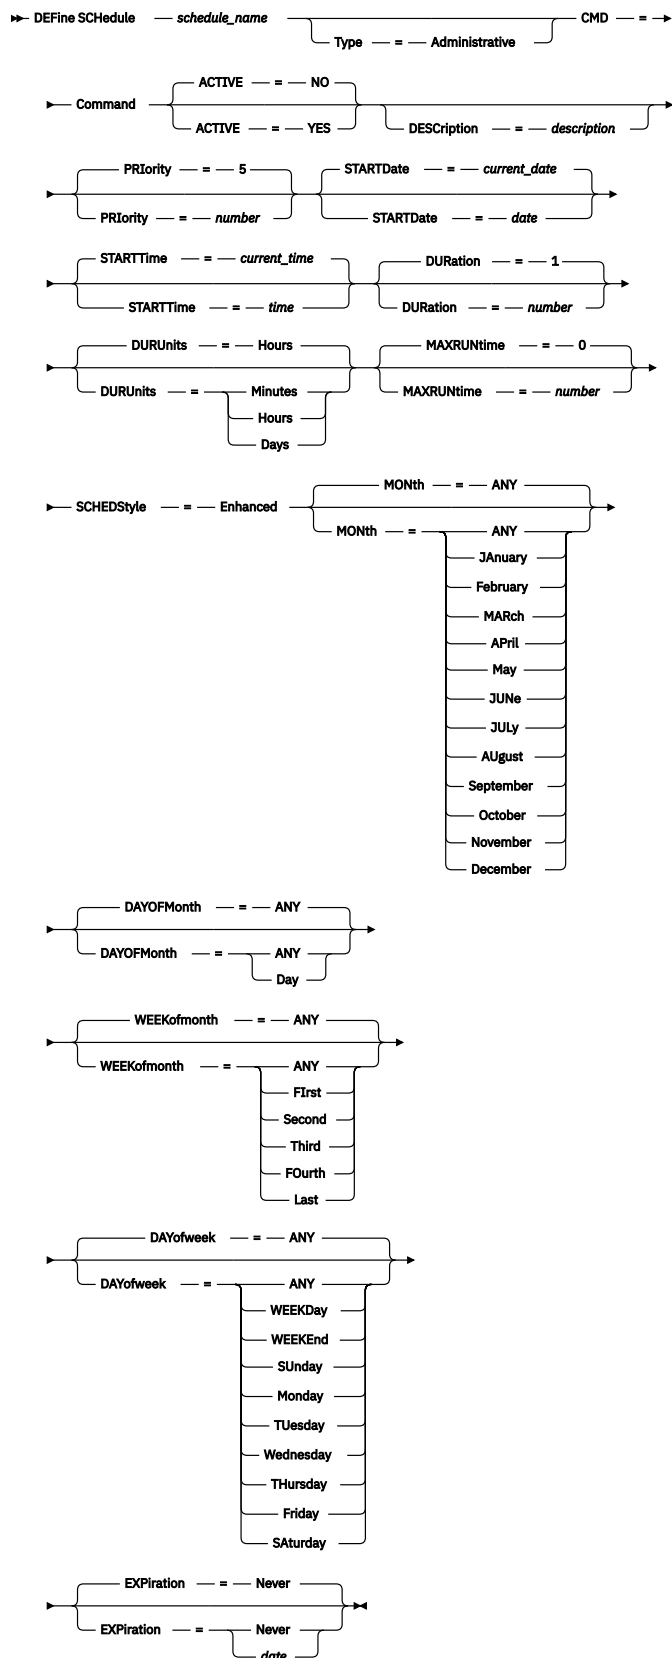 DEFine SCHedule schedule_name CMD =
Type = Administrative
Command ACTIVE = NO
ACTIVE = YES DESCription = description
PRIority = 5 STARTDate = current_date
PRIority = number STARTDate = date
STARTTime = current_time DURation = 1
STARTTime = time DURation = number
DURUnits = Hours MAXRUNtime = 0
DURUnits = Minutes MAXRUNtime = number
Hours
Days
SCHEDStyle = Enhanced MONth = ANY
MONth = ANY
JAnuary
February
MARch
APril
May
JUNe
JULy
AUgust
September
October
November
December
DAYOFMonth = ANY
DAYOFMonth = ANY
Day
WEEKofmonth = ANY
WEEKofmonth = ANY
FIrst
Second
Third
FOurth
Last
DAYofweek = ANY
DAYofweek = ANY
WEEKDay
WEEKEnd
SUnday
Monday
TUesday
Wednesday
THursday
Friday
SAturday
EXPiration = Never
EXPiration = Never
date